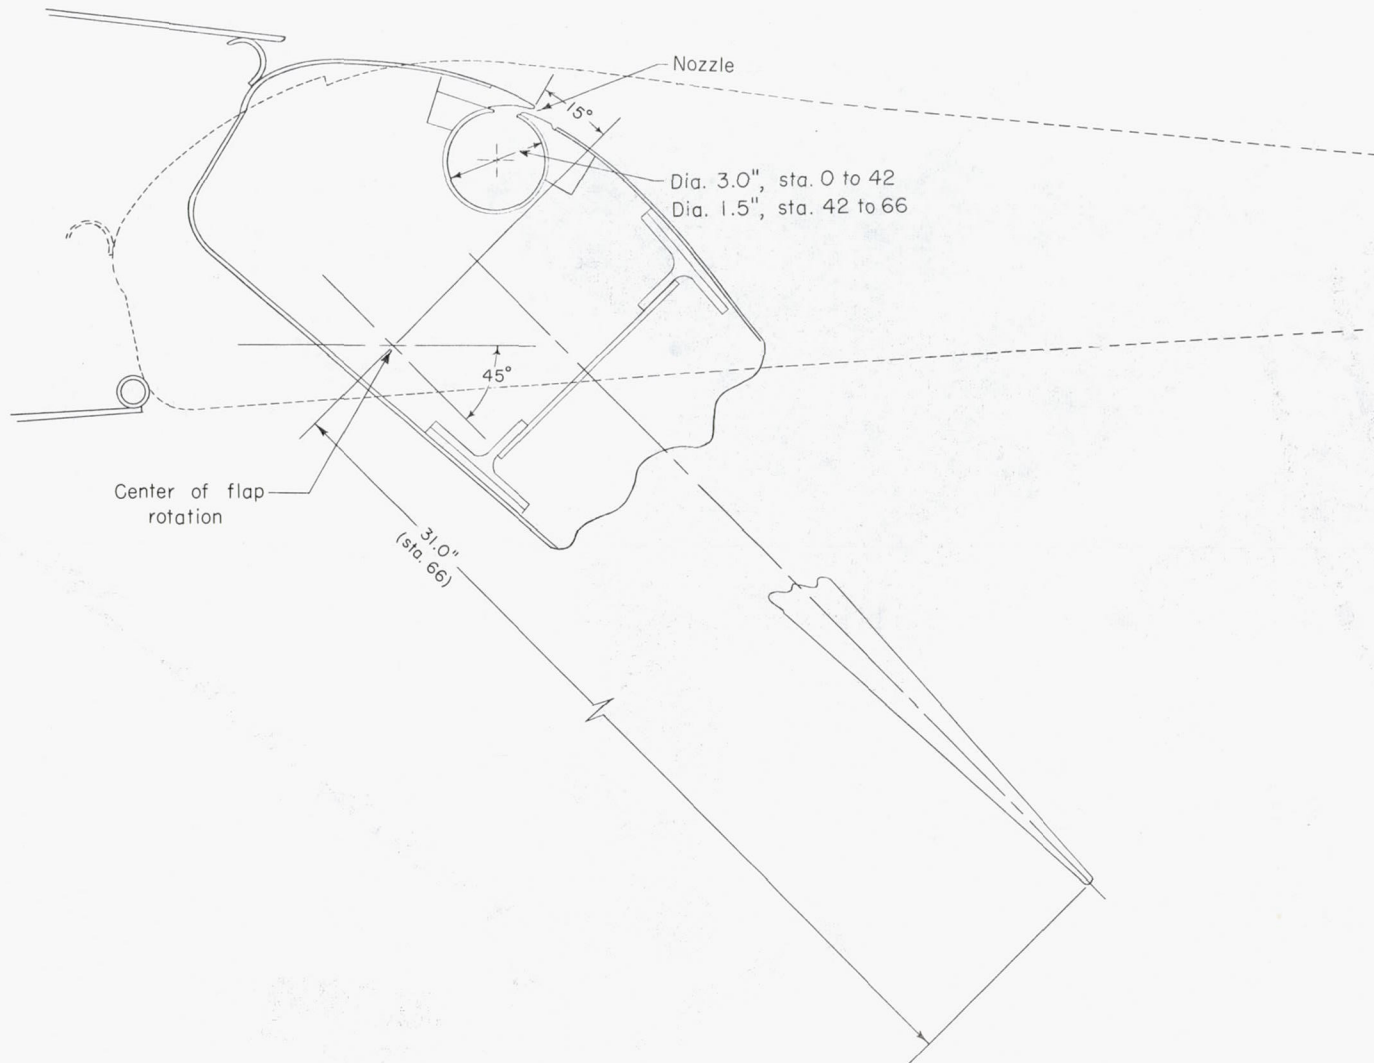 Nozzle
15°
Dia. 3.0", sta. 0 to 42
Dia. 1.5", sta. 42 to 66
45°
Center of flap
rotation
31.0"
(sta. 66)